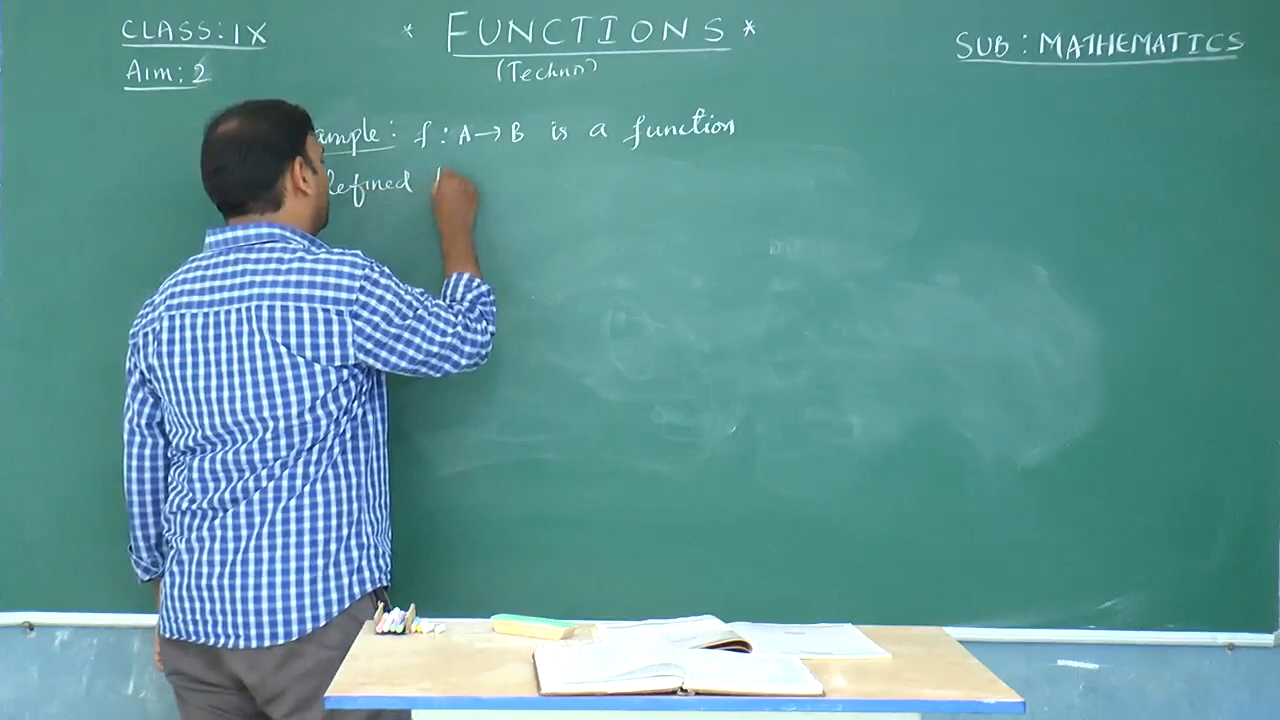 CLASS: IX
* FUNCTIONS *
SUB: MATHEMATICS
Aim: 2
(Techno)
ample: f: A→B is a function
defined